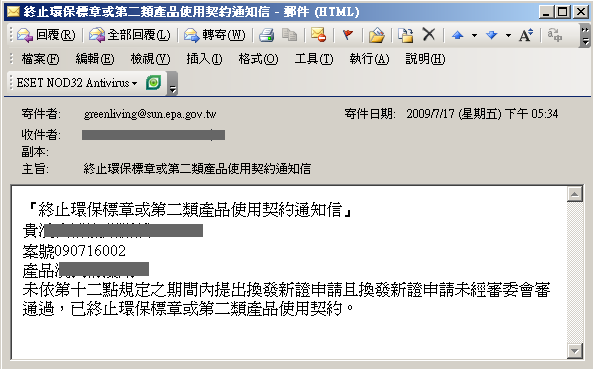 終止環保標章或第二類產品使用契約通知信 - 郵件 (HTML)
回覆(R) 全部回覆(L) 轉寄(W)
檔案(F) 編輯(E) 檢視(V) 插入(I) 格式(O) 工具(T) 執行(A) 說明(H)
ESET NOD32 Antivirus
寄件者: greenliving@sun.epa.gov.tw 寄件日期: 2009/7/17 (星期五) 下午 05:34
收件者:
副本:
主旨: 終止環保標章或第二類產品使用契約通知信
『終止環保標章或第二類產品使用契約通知信』
貴
案號090716002
產品
未依第十二點規定之期間內提出換發新證申請且換發新證申請未經審委會審
通過，已終止環保標章或第二類產品使用契約。